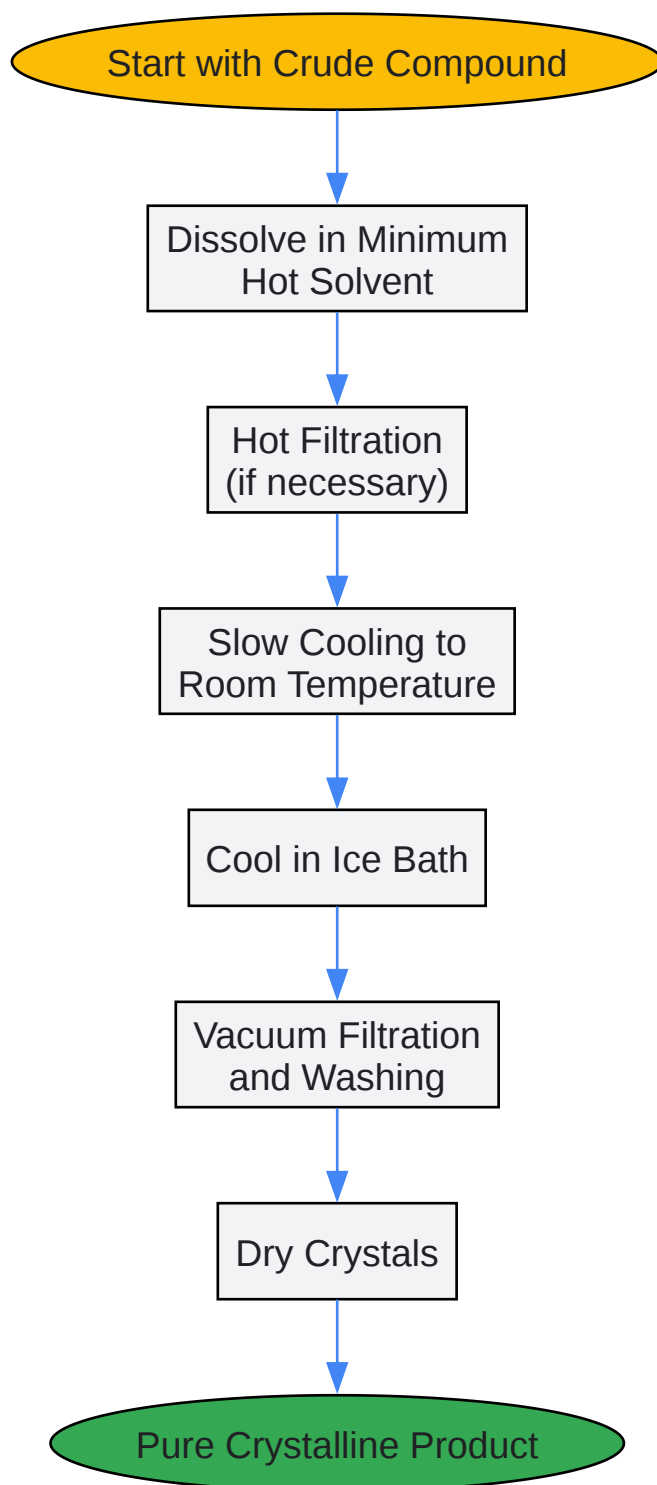 Start with Crude Compound
Dissolve in Minimum
Hot Solvent
Hot Filtration
(if necessary)
Slow Cooling to
Room Temperature
Cool in Ice Bath
Vacuum Filtration
and Washing
Dry Crystals
Pure Crystalline Product